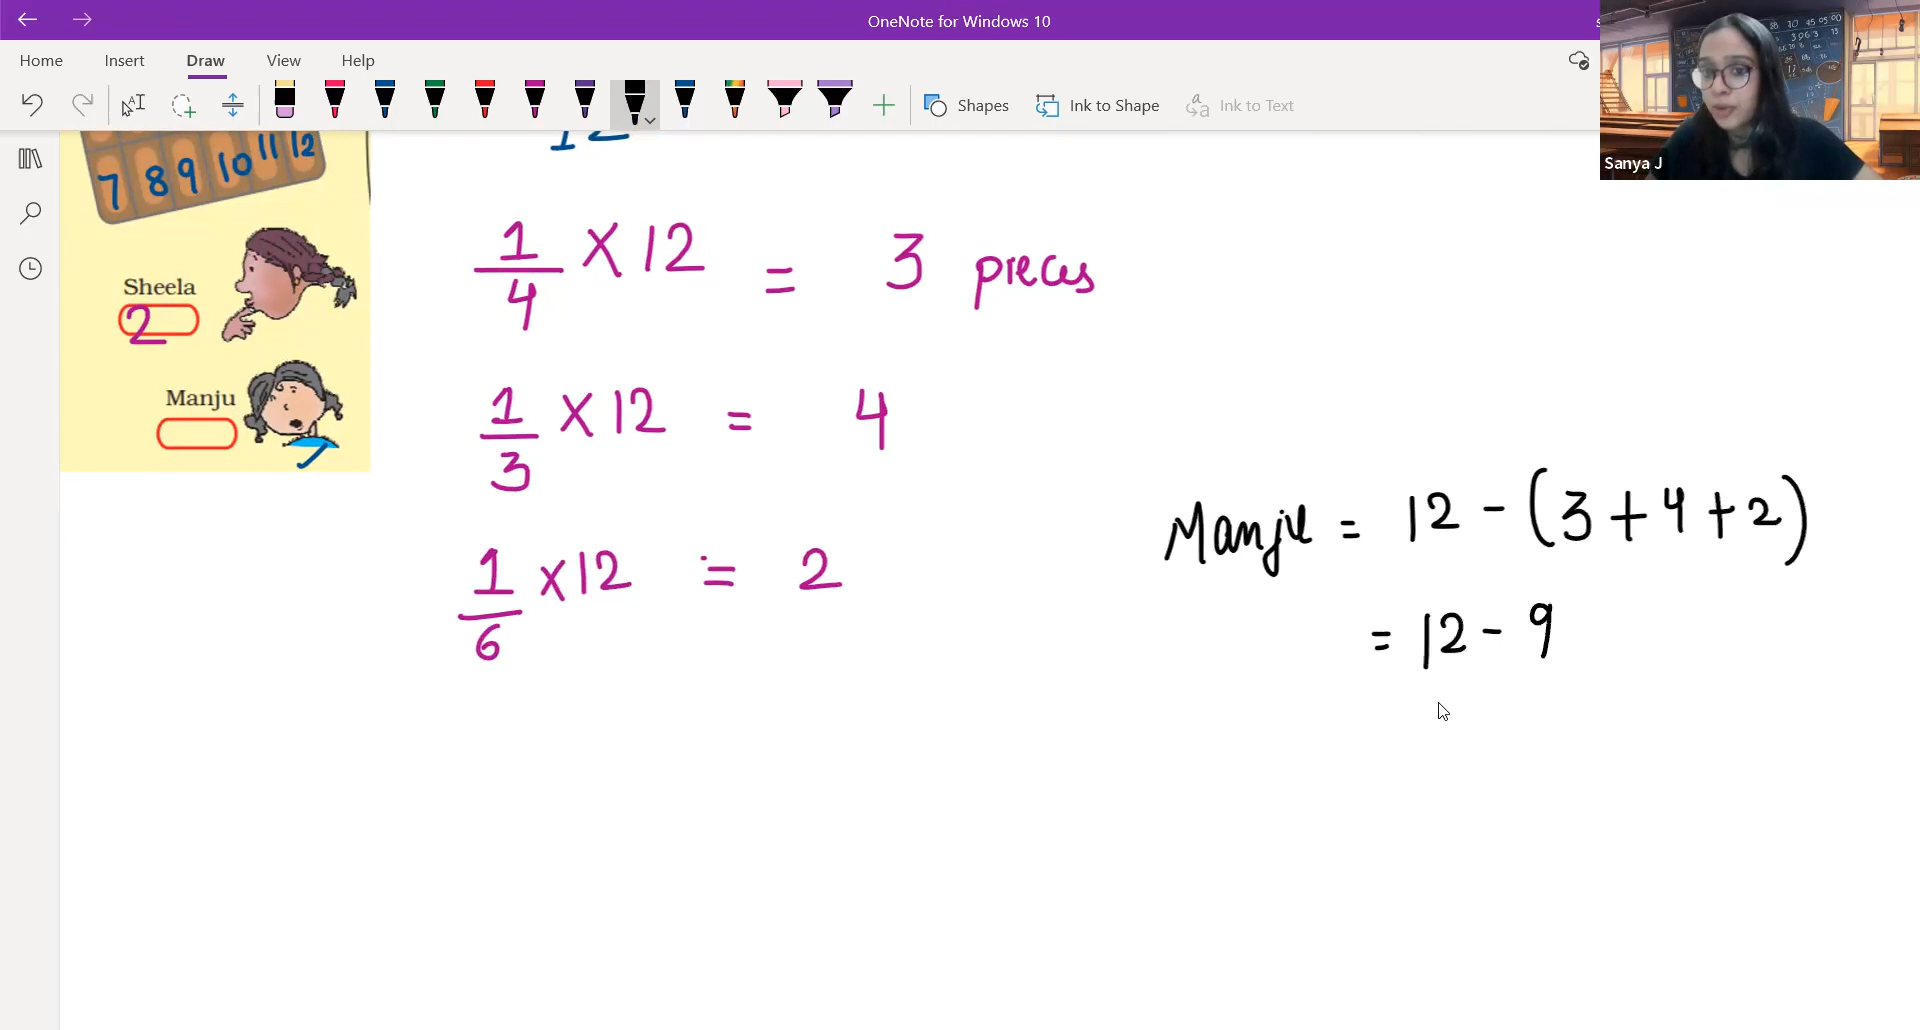 OneNote for Windows 10
Home Insert Draw View Help
Shapes Ink to Shape Ink to Text
Sanya J
7 8 9 10 11 12
12
1/4 × 12 = 3 pieces
Sheela
2
Manju
1/3 × 12 = 4
1/6 × 12 = 2
Manju = 12 - (3 + 4 + 2)
= 12 - 9